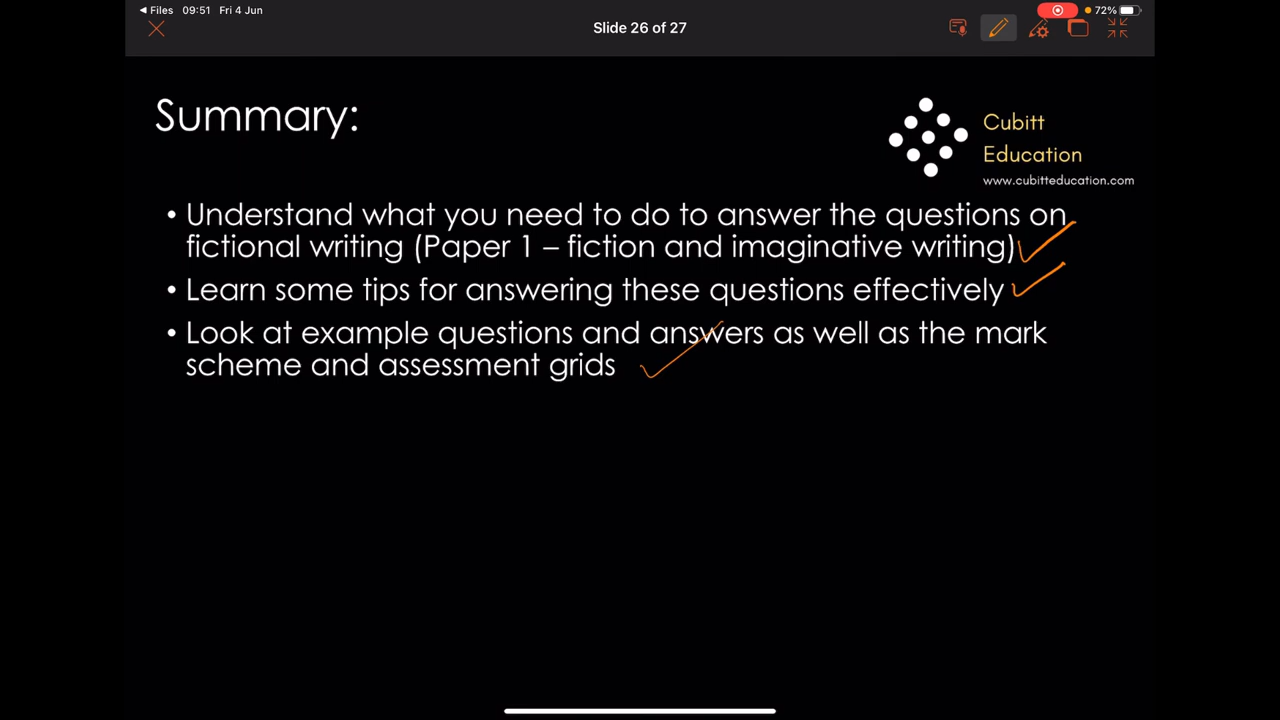 Files 09:51 Fri 4 Jun 72%
Slide 26 of 27
Summary:
Cubitt
Education
www.cubitteducation.com
• Understand what you need to do to answer the questions on
fictional writing (Paper 1 – fiction and imaginative writing)
• Learn some tips for answering these questions effectively
• Look at example questions and answers as well as the mark
scheme and assessment grids